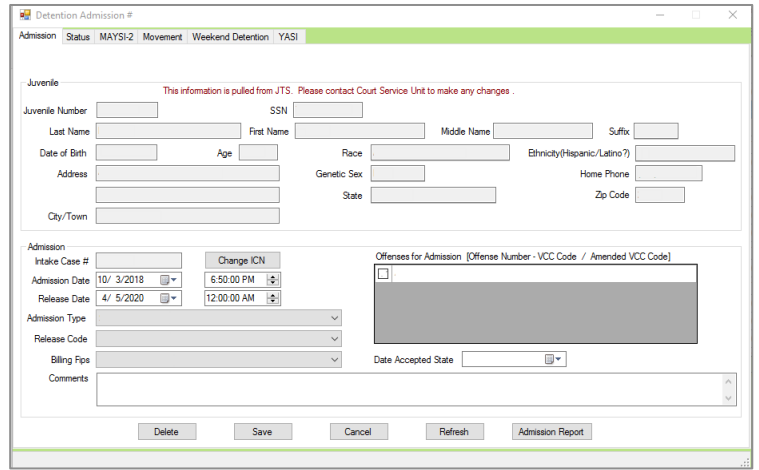 Detention Admission #
Admission Status MAYSI-2 Movement Weekend Detention YASI
Juvenile
This information is pulled from JTS. Please contact Court Service Unit to make any changes .
Juvenile Number SSN
Last Name First Name Middle Name Suffix
Date of Birth Age Race Ethnicity(Hispanic/Latino?)
Address Genetic Sex Home Phone
State Zip Code
City/Town
Admission
Intake Case # Change ICN Offenses for Admission [Offense Number - VCC Code / Amended VCC Code]
Admission Date 10/ 3/2018 6:50:00 PM
Release Date 4/ 5/2020 12:00:00 AM
Admission Type
Release Code
Billing Fips Date Accepted State
Comments
Delete Save Cancel Refresh Admission Report